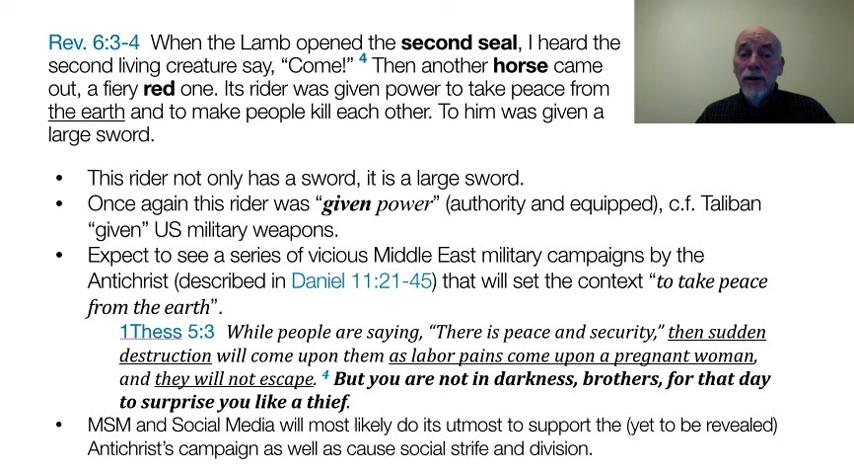 Rev. 6:3-4 When the Lamb opened the second seal, I heard the
second living creature say, “Come!” 4 Then another horse came
out, a fiery red one. Its rider was given power to take peace from
the earth and to make people kill each other. To him was given a
large sword.
• This rider not only has a sword, it is a large sword.
• Once again this rider was “given power” (authority and equipped), c.f. Taliban
“given” US military weapons.
• Expect to see a series of vicious Middle East military campaigns by the
Antichrist (described in Daniel 11:21-45) that will set the context “to take peace
from the earth”.
1Thess 5:3 While people are saying, “There is peace and security,” then sudden
destruction will come upon them as labor pains come upon a pregnant woman,
and they will not escape. 4 But you are not in darkness, brothers, for that day
to surprise you like a thief.
• MSM and Social Media will most likely do its utmost to support the (yet to be revealed)
Antichrist’s campaign as well as cause social strife and division.